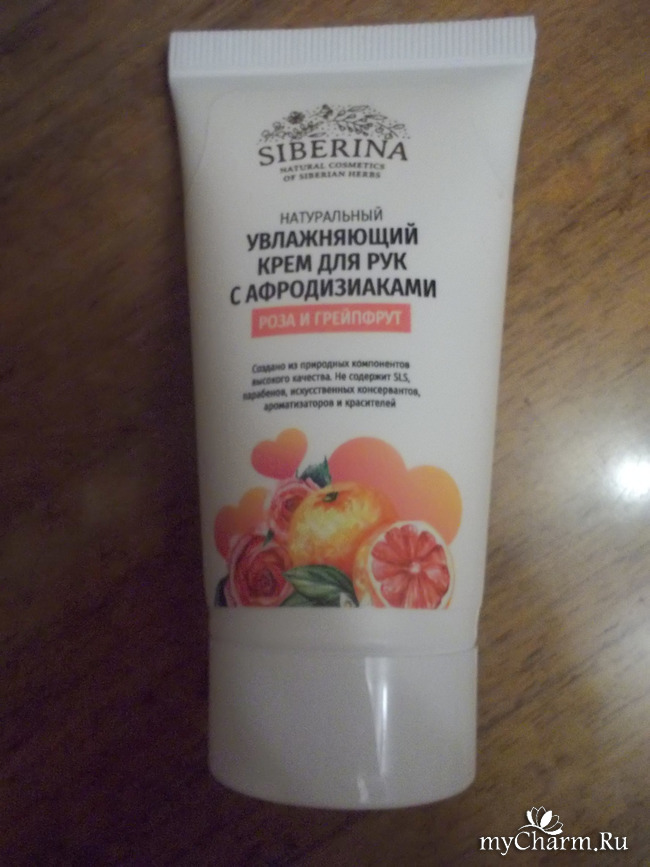 SIBERINA
NATURAL COSMETICS
OF SIBERIAN HERBS
НАТУРАЛЬНЫЙ
УВЛАЖНЯЮЩИЙ
КРЕМ ДЛЯ РУК
С АФРОДИЗИАКАМИ
РОЗА И ГРЕЙПФРУТ
Создано из природных компонентов
высокого качества. Не содержит SLS,
парабенов, искусственных консервантов,
ароматизаторов и красителей
myCharm.Ru